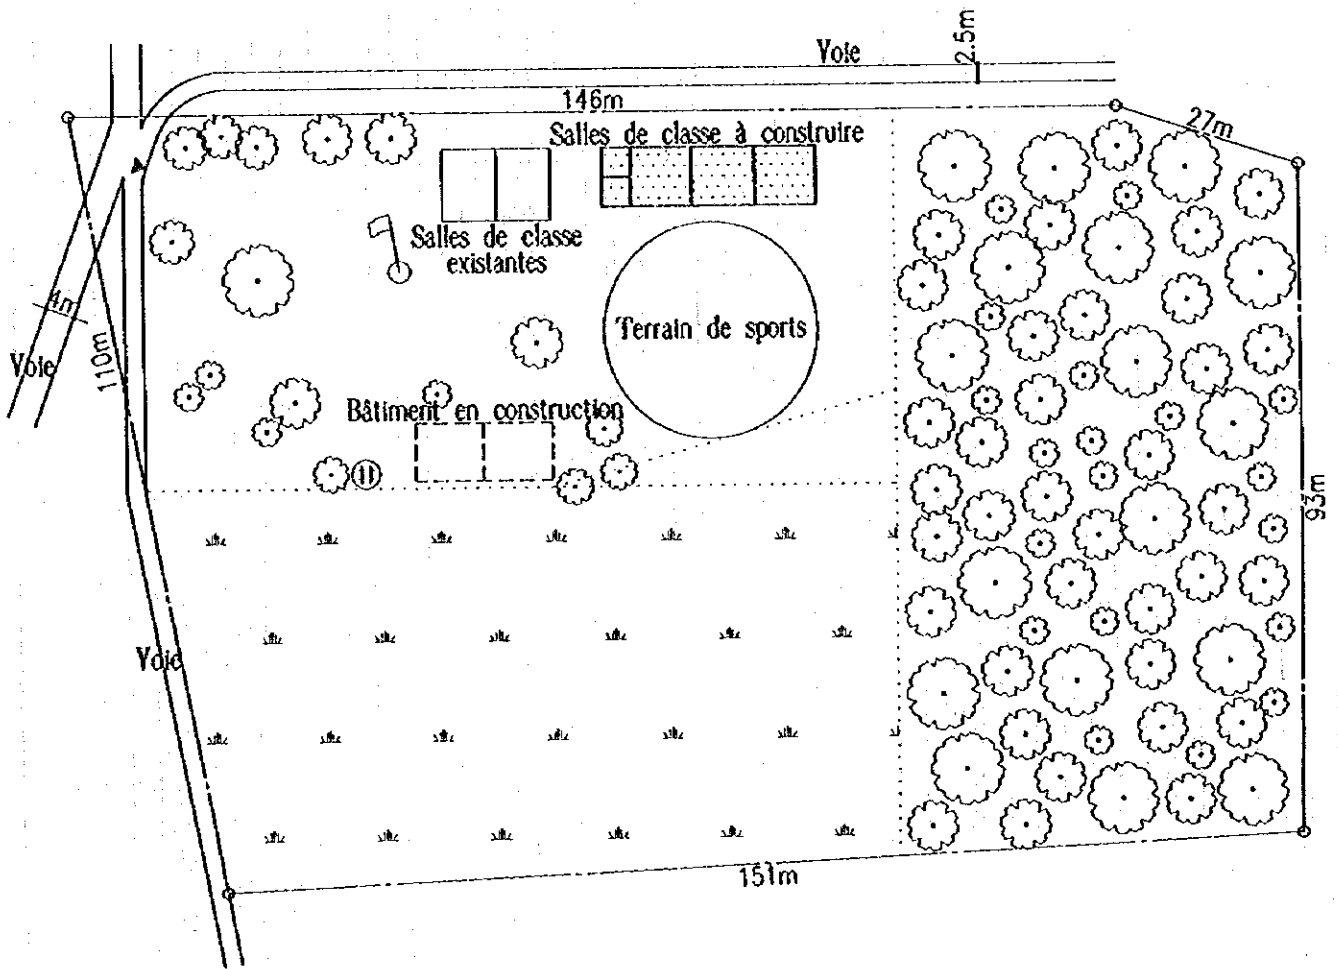 Voie
2.5m
146m
27m
Salles de classe à construire
Salles de classe
existantes
Terrain de sports
4m
110m
Voie
Bâtiment en construction
93m
Voie
151m